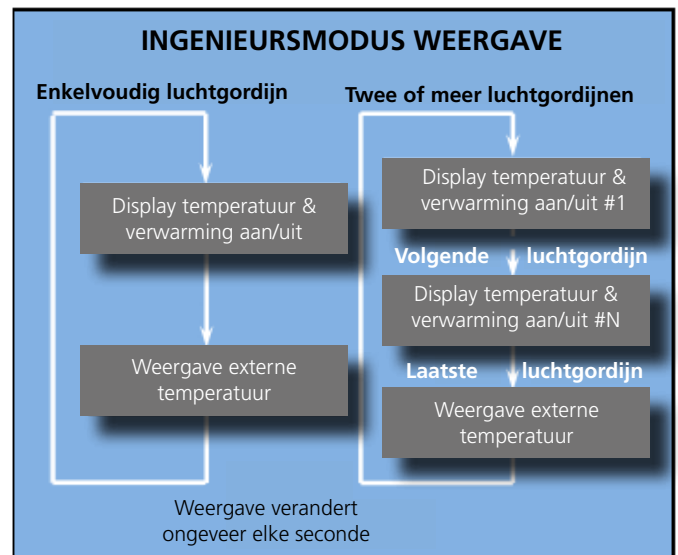 INGENIEURSMODUS WEERGAVE
Enkelvoudig luchtgordijn
Display temperatuur &
verwarming aan/uit
Weergave externe
temperatuur
Twee of meer luchtgordijnen
Display temperatuur &
verwarming aan/uit #1
Volgende luchtgordijn
Display temperatuur &
verwarming aan/uit #N
Laatste luchtgordijn
Weergave externe
temperatuur
Weergave verandert
ongeveer elke seconde